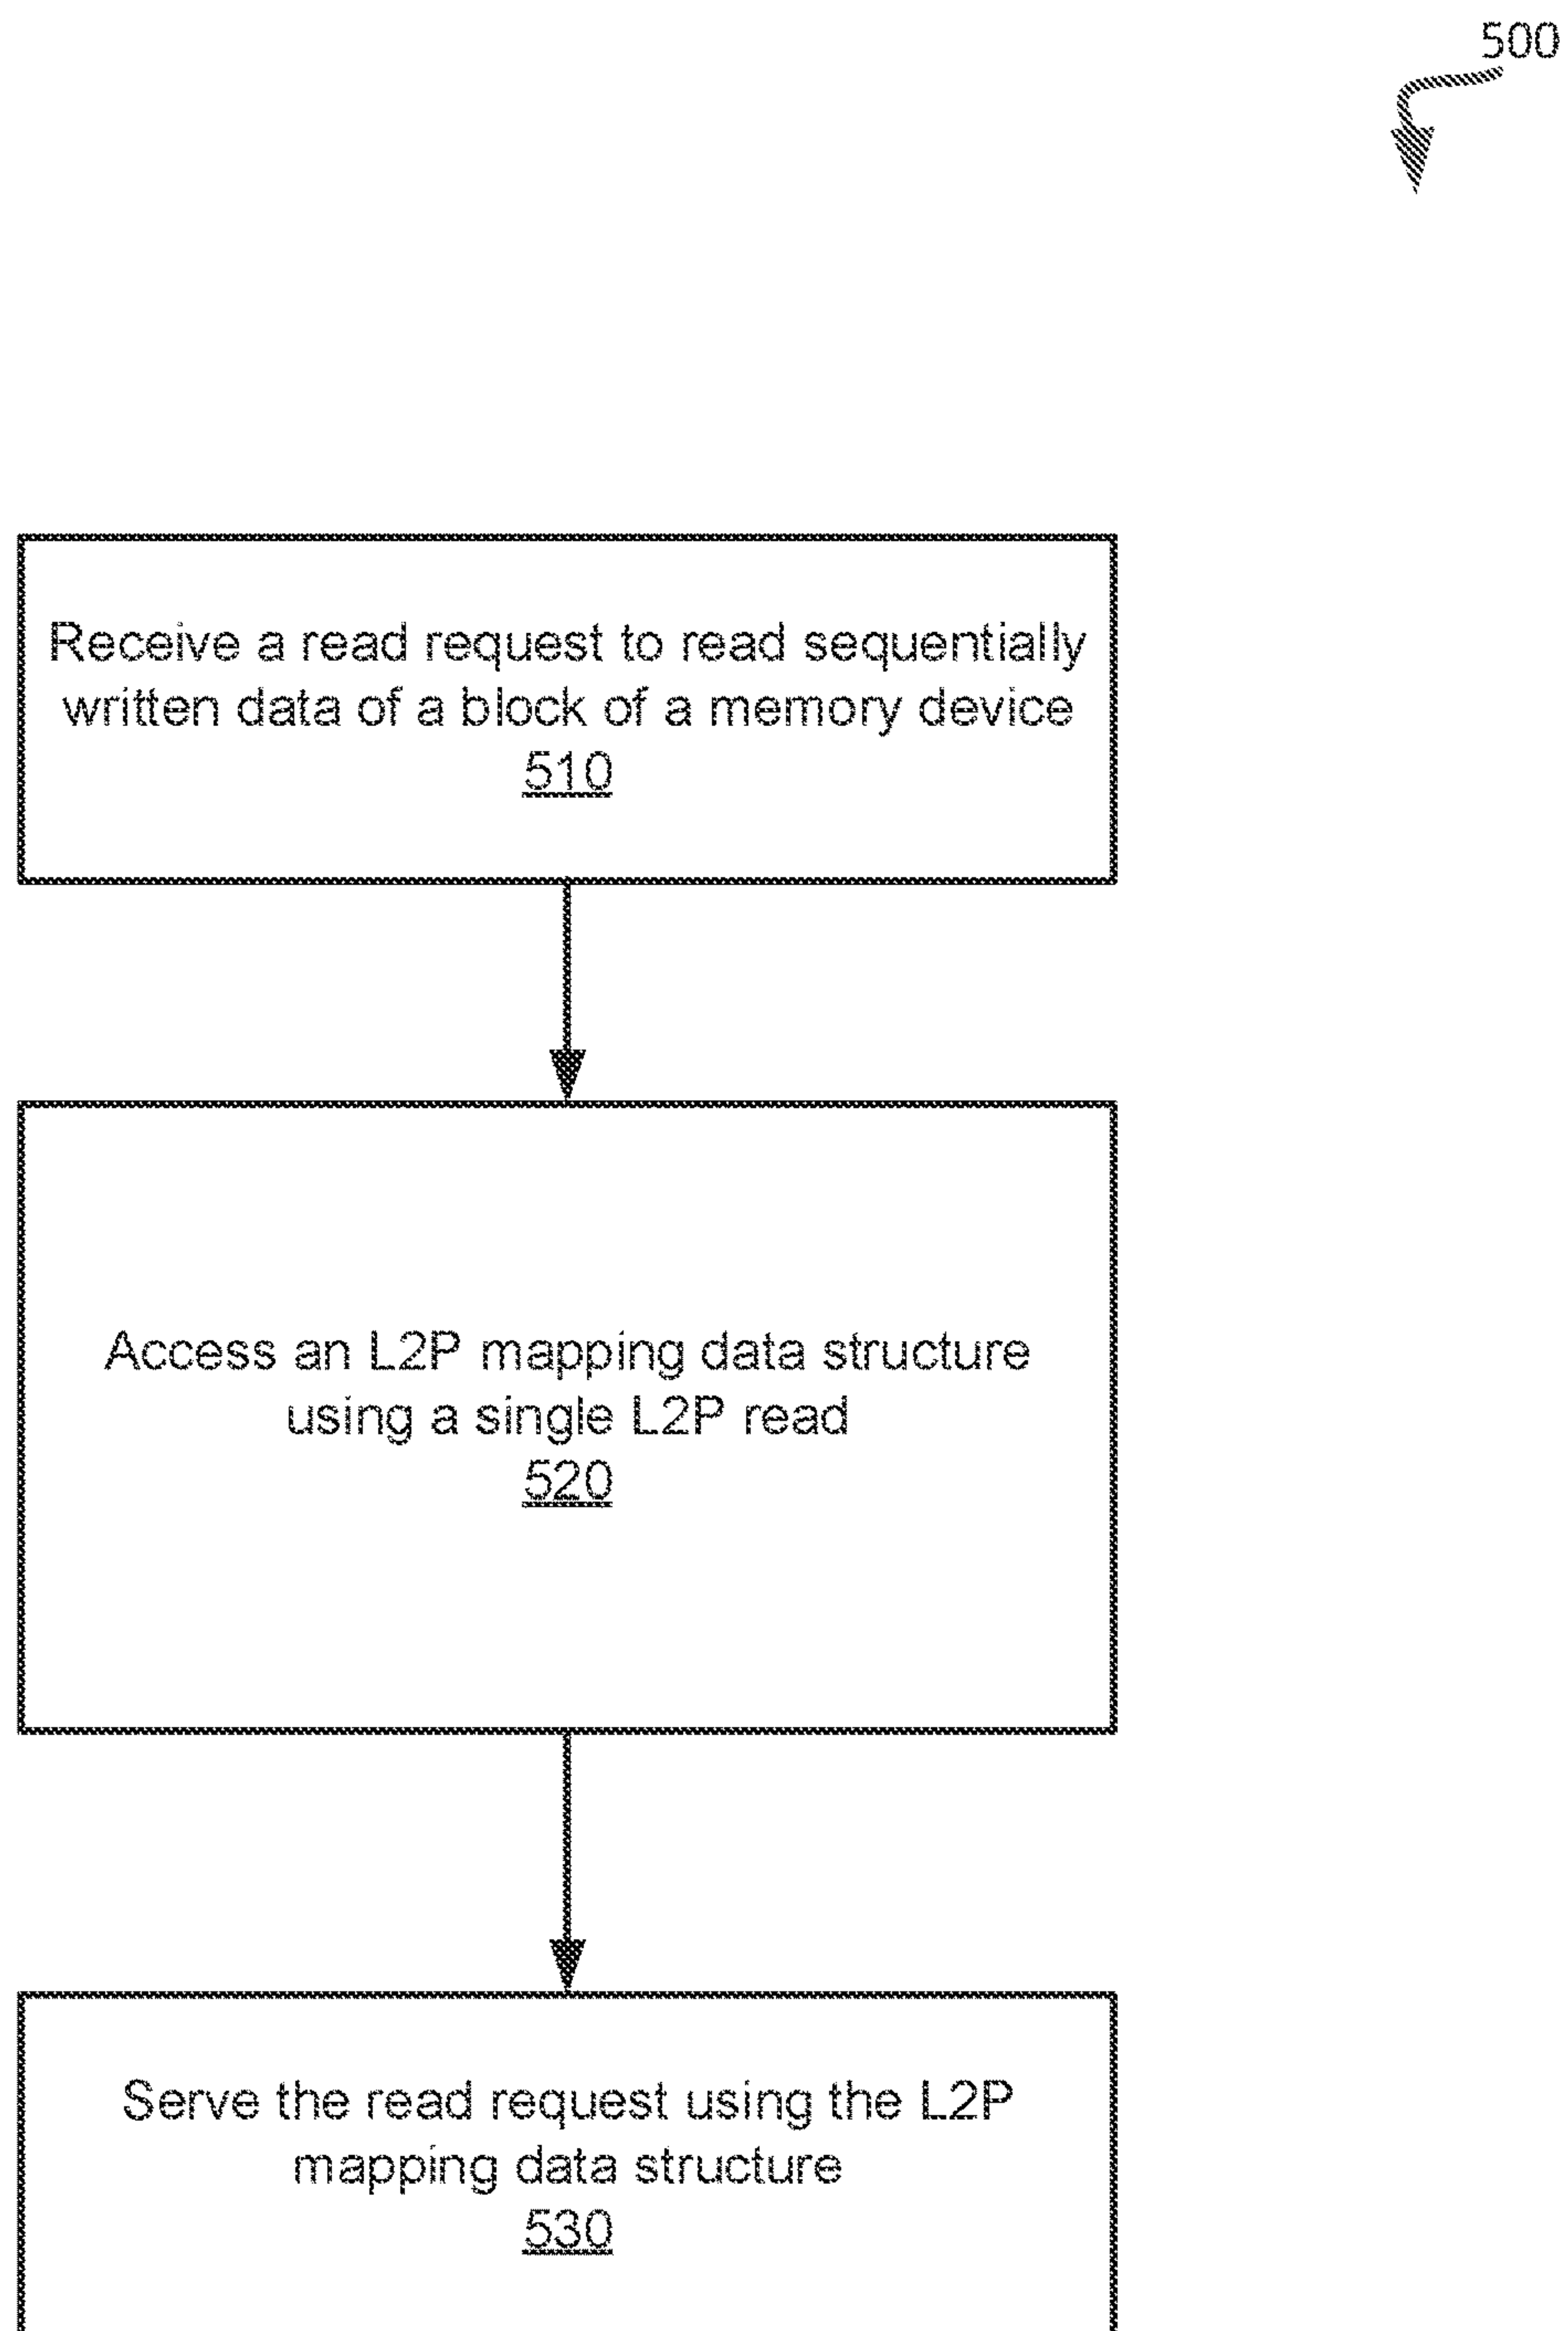 500
Receive a read request to read sequentially
written data of a block of a memory device
510
Access an L2P mapping data structure
using a single L2P read
520
Serve the read request using the L2P
mapping data structure
530